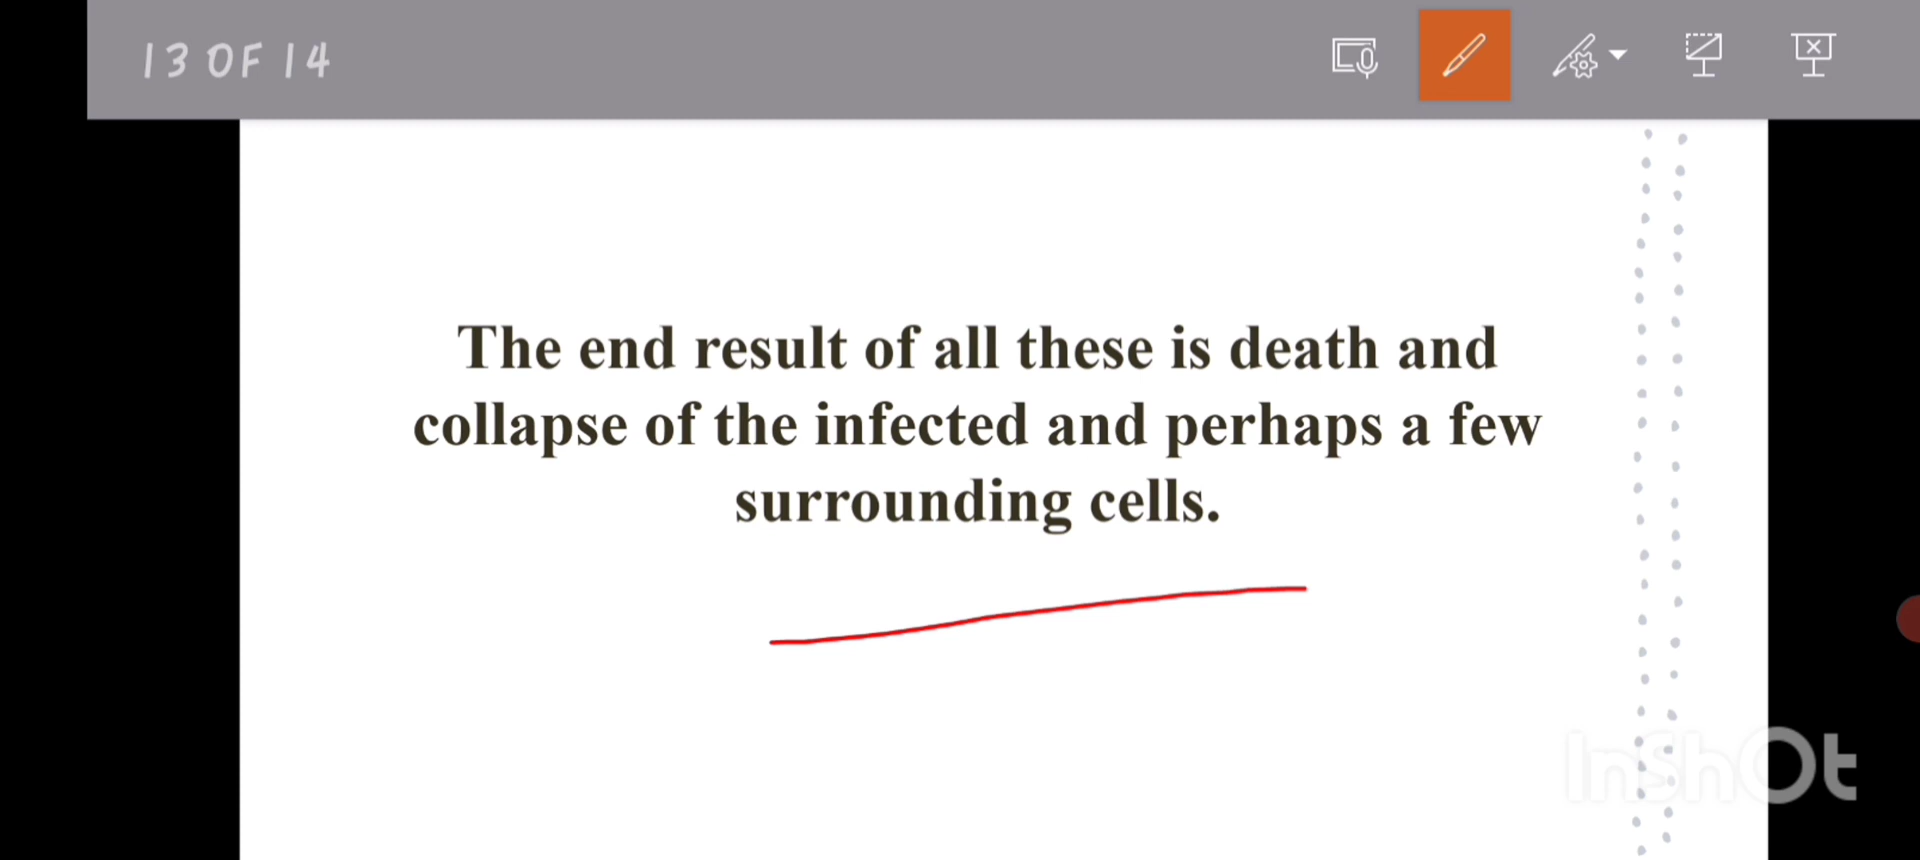 13 OF 14
The end result of all these is death and
collapse of the infected and perhaps a few
surrounding cells.
InShOt